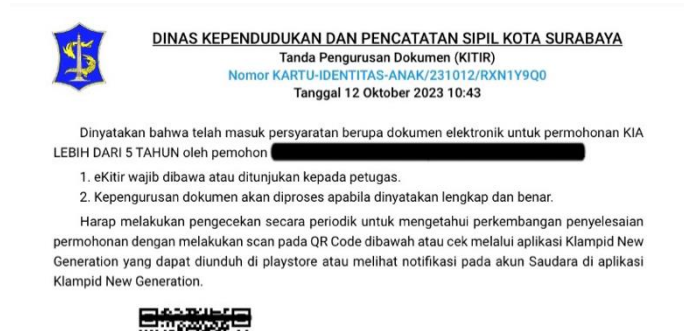 DINAS KEPENDUDUKAN DAN PENCATATAN SIPIL KOTA SURABAYA
Tanda Pengurusan Dokumen (KITIR)
Nomor KARTU-IDENTITAS-ANAK/231012/RXN1Y9Q0
Tanggal 12 Oktober 2023 10:43
Dinyatakan bahwa telah masuk persyaratan berupa dokumen elektronik untuk permohonan KIA
LEBIH DARI 5 TAHUN oleh pemohon
1. eKitir wajib dibawa atau ditunjukan kepada petugas.
2. Kepengurusan dokumen akan diproses apabila dinyatakan lengkap dan benar.
Harap melakukan pengecekan secara periodik untuk mengetahui perkembangan penyelesaian
permohonan dengan melakukan scan pada QR Code dibawah atau cek melalui aplikasi Klampid New
Generation yang dapat diunduh di playstore atau melihat notifikasi pada akun Saudara di aplikasi
Klampid New Generation.